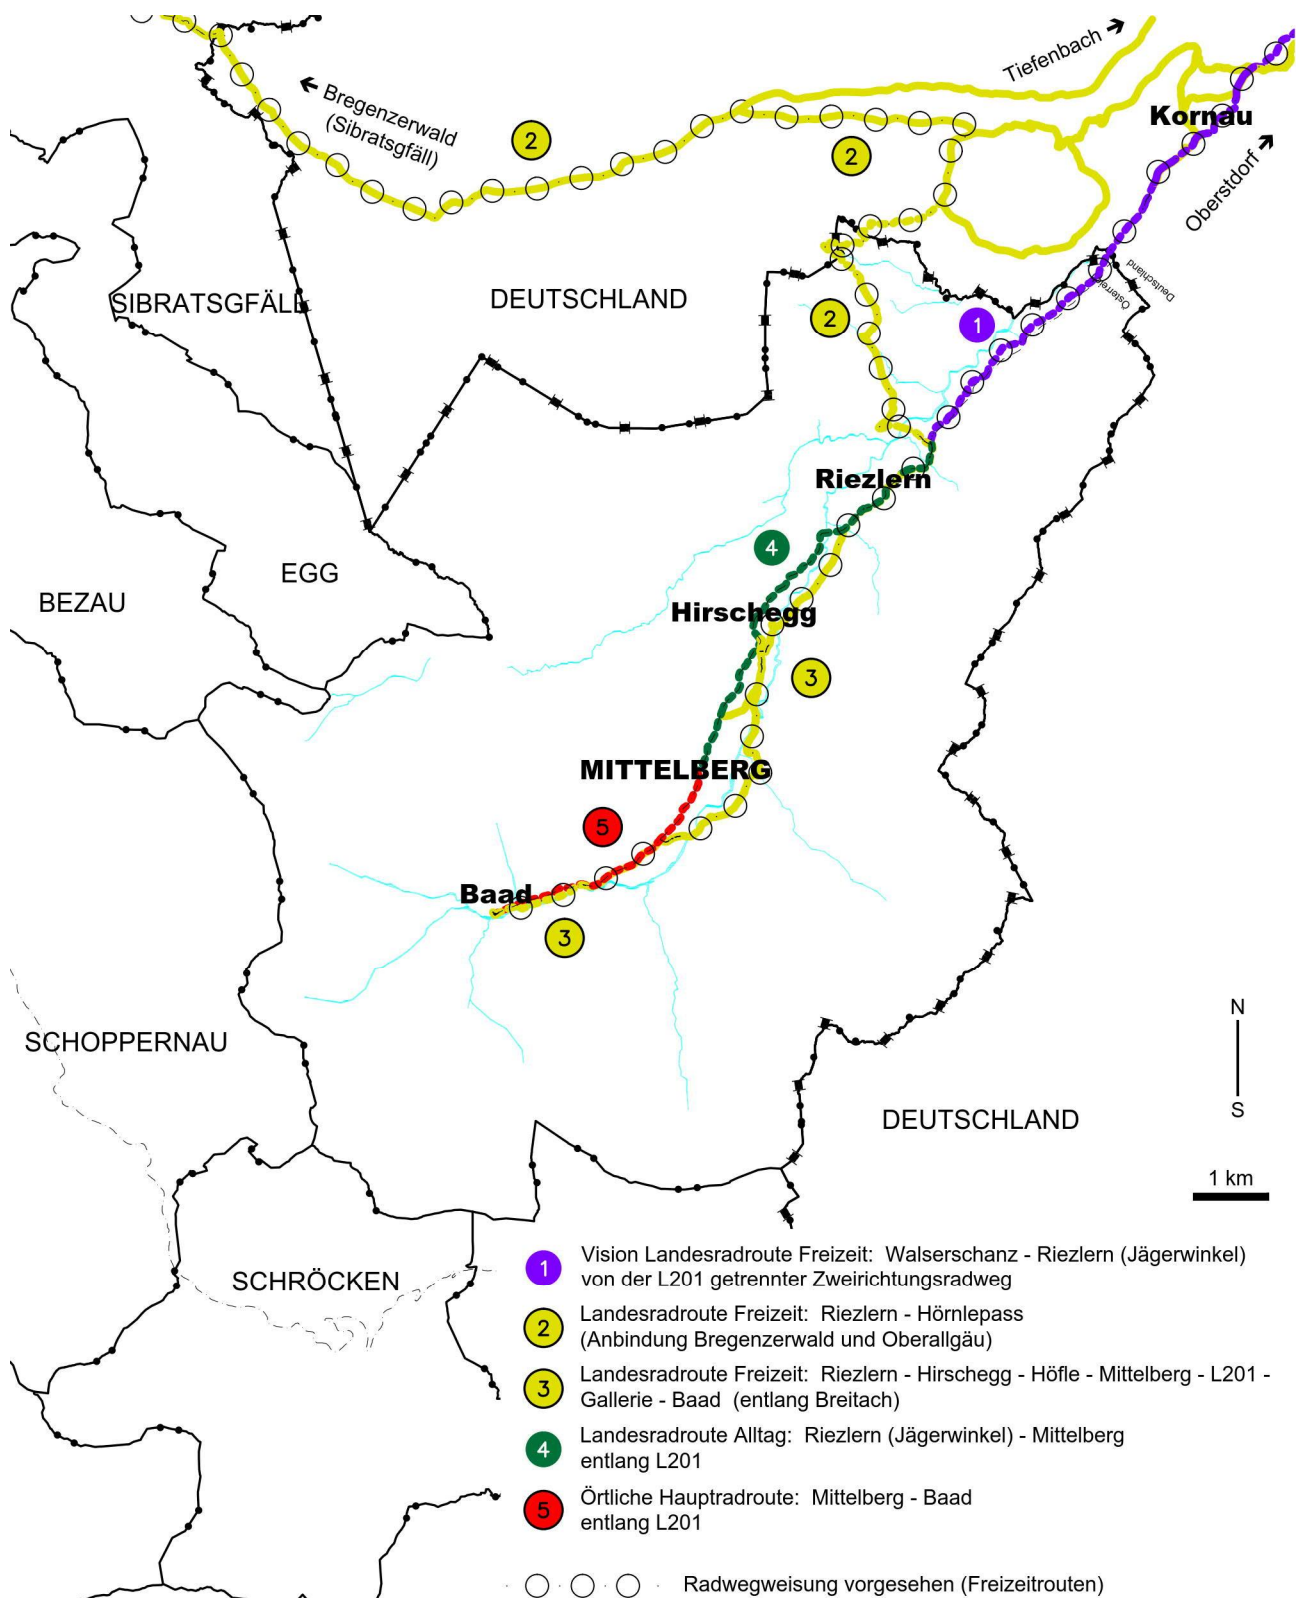 Tiefenbach
Bregenzerwald
(Sibratsgfäll)
2
2
Kornau
Oberstdorf
SIBRATSGFÄLL
DEUTSCHLAND
Österreich
Deutschland
2
1
Riezlern
4
EGG
BEZAU
Hirschegg
3
MITTELBERG
5
Baad
3
SCHOPPERNAU
N
S
DEUTSCHLAND
1 km
SCHRÖCKEN
1 Vision Landesradroute Freizeit: Walserschanz - Riezlern (Jägerwinkel)
von der L201 getrennter Zweirichtungsradweg
2 Landesradroute Freizeit: Riezlern - Hörnlepass
(Anbindung Bregenzerwald und Oberallgäu)
3 Landesradroute Freizeit: Riezlern - Hirschegg - Höfle - Mittelberg - L201 -
Gallerie - Baad (entlang Breitach)
4 Landesradroute Alltag: Riezlern (Jägerwinkel) - Mittelberg
entlang L201
5 Örtliche Hauptradroute: Mittelberg - Baad
entlang L201
Radwegweisung vorgesehen (Freizeitrouten)